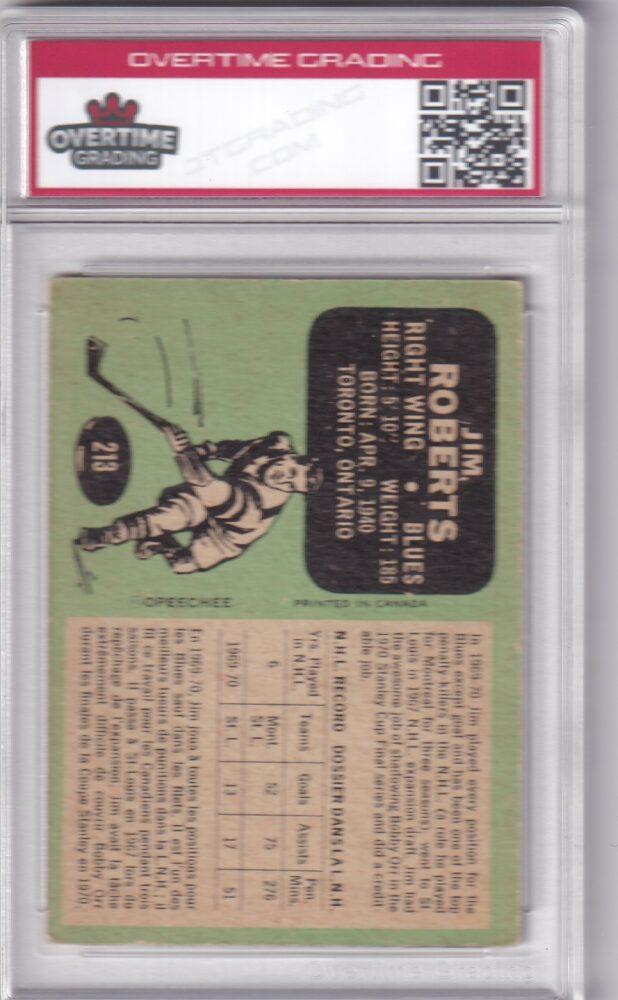 OVERTIME GRADING
OVERTIME
GRADING
OTGRADING
.COM
JIM
ROBERTS
RIGHT WING • BLUES
HEIGHT: 5' 10" WEIGHT: 185
BORN: APR. 9, 1940
TORONTO, ONTARIO
213
OPEECHEE PRINTED IN CANADA
In 1969-70 Jim played every position for the
Blues except goal and has been one of the top
penalty killers in the N.H.L. (a role he played
for Montreal for three seasons), went to St
Louis in 1967 N.H.L. expansion draft. Jim had
the awesome job of shadowing Bobby Orr in the
1970 Stanley Cup Final series and did a credit
able job.
N.H.L. RECORD DOSSIER DANS LA L.N.H.
Yrs. Played Teams Goals Assists Pen.
in N.H.L. Mins.
6 Mont. 52 75 276
St. L.
1969 70 St. L. 13 17 51
En 1969-70, Jim joua à toutes les positions pour
les Blues sauf dans les filets. Il est l'un des
meilleurs tueurs de punitions dans la L.N.H.; il
fit ce travail pour les Canadiens pendant trois
saisons. Il passa à St Louis en 1967 lors du
repêchage de l'expansion. Jim avait la tâche
extrêmement difficile de couvrir Bobby Orr
durant les finales de la Coupe Stanley en 1970
Overtime Grading